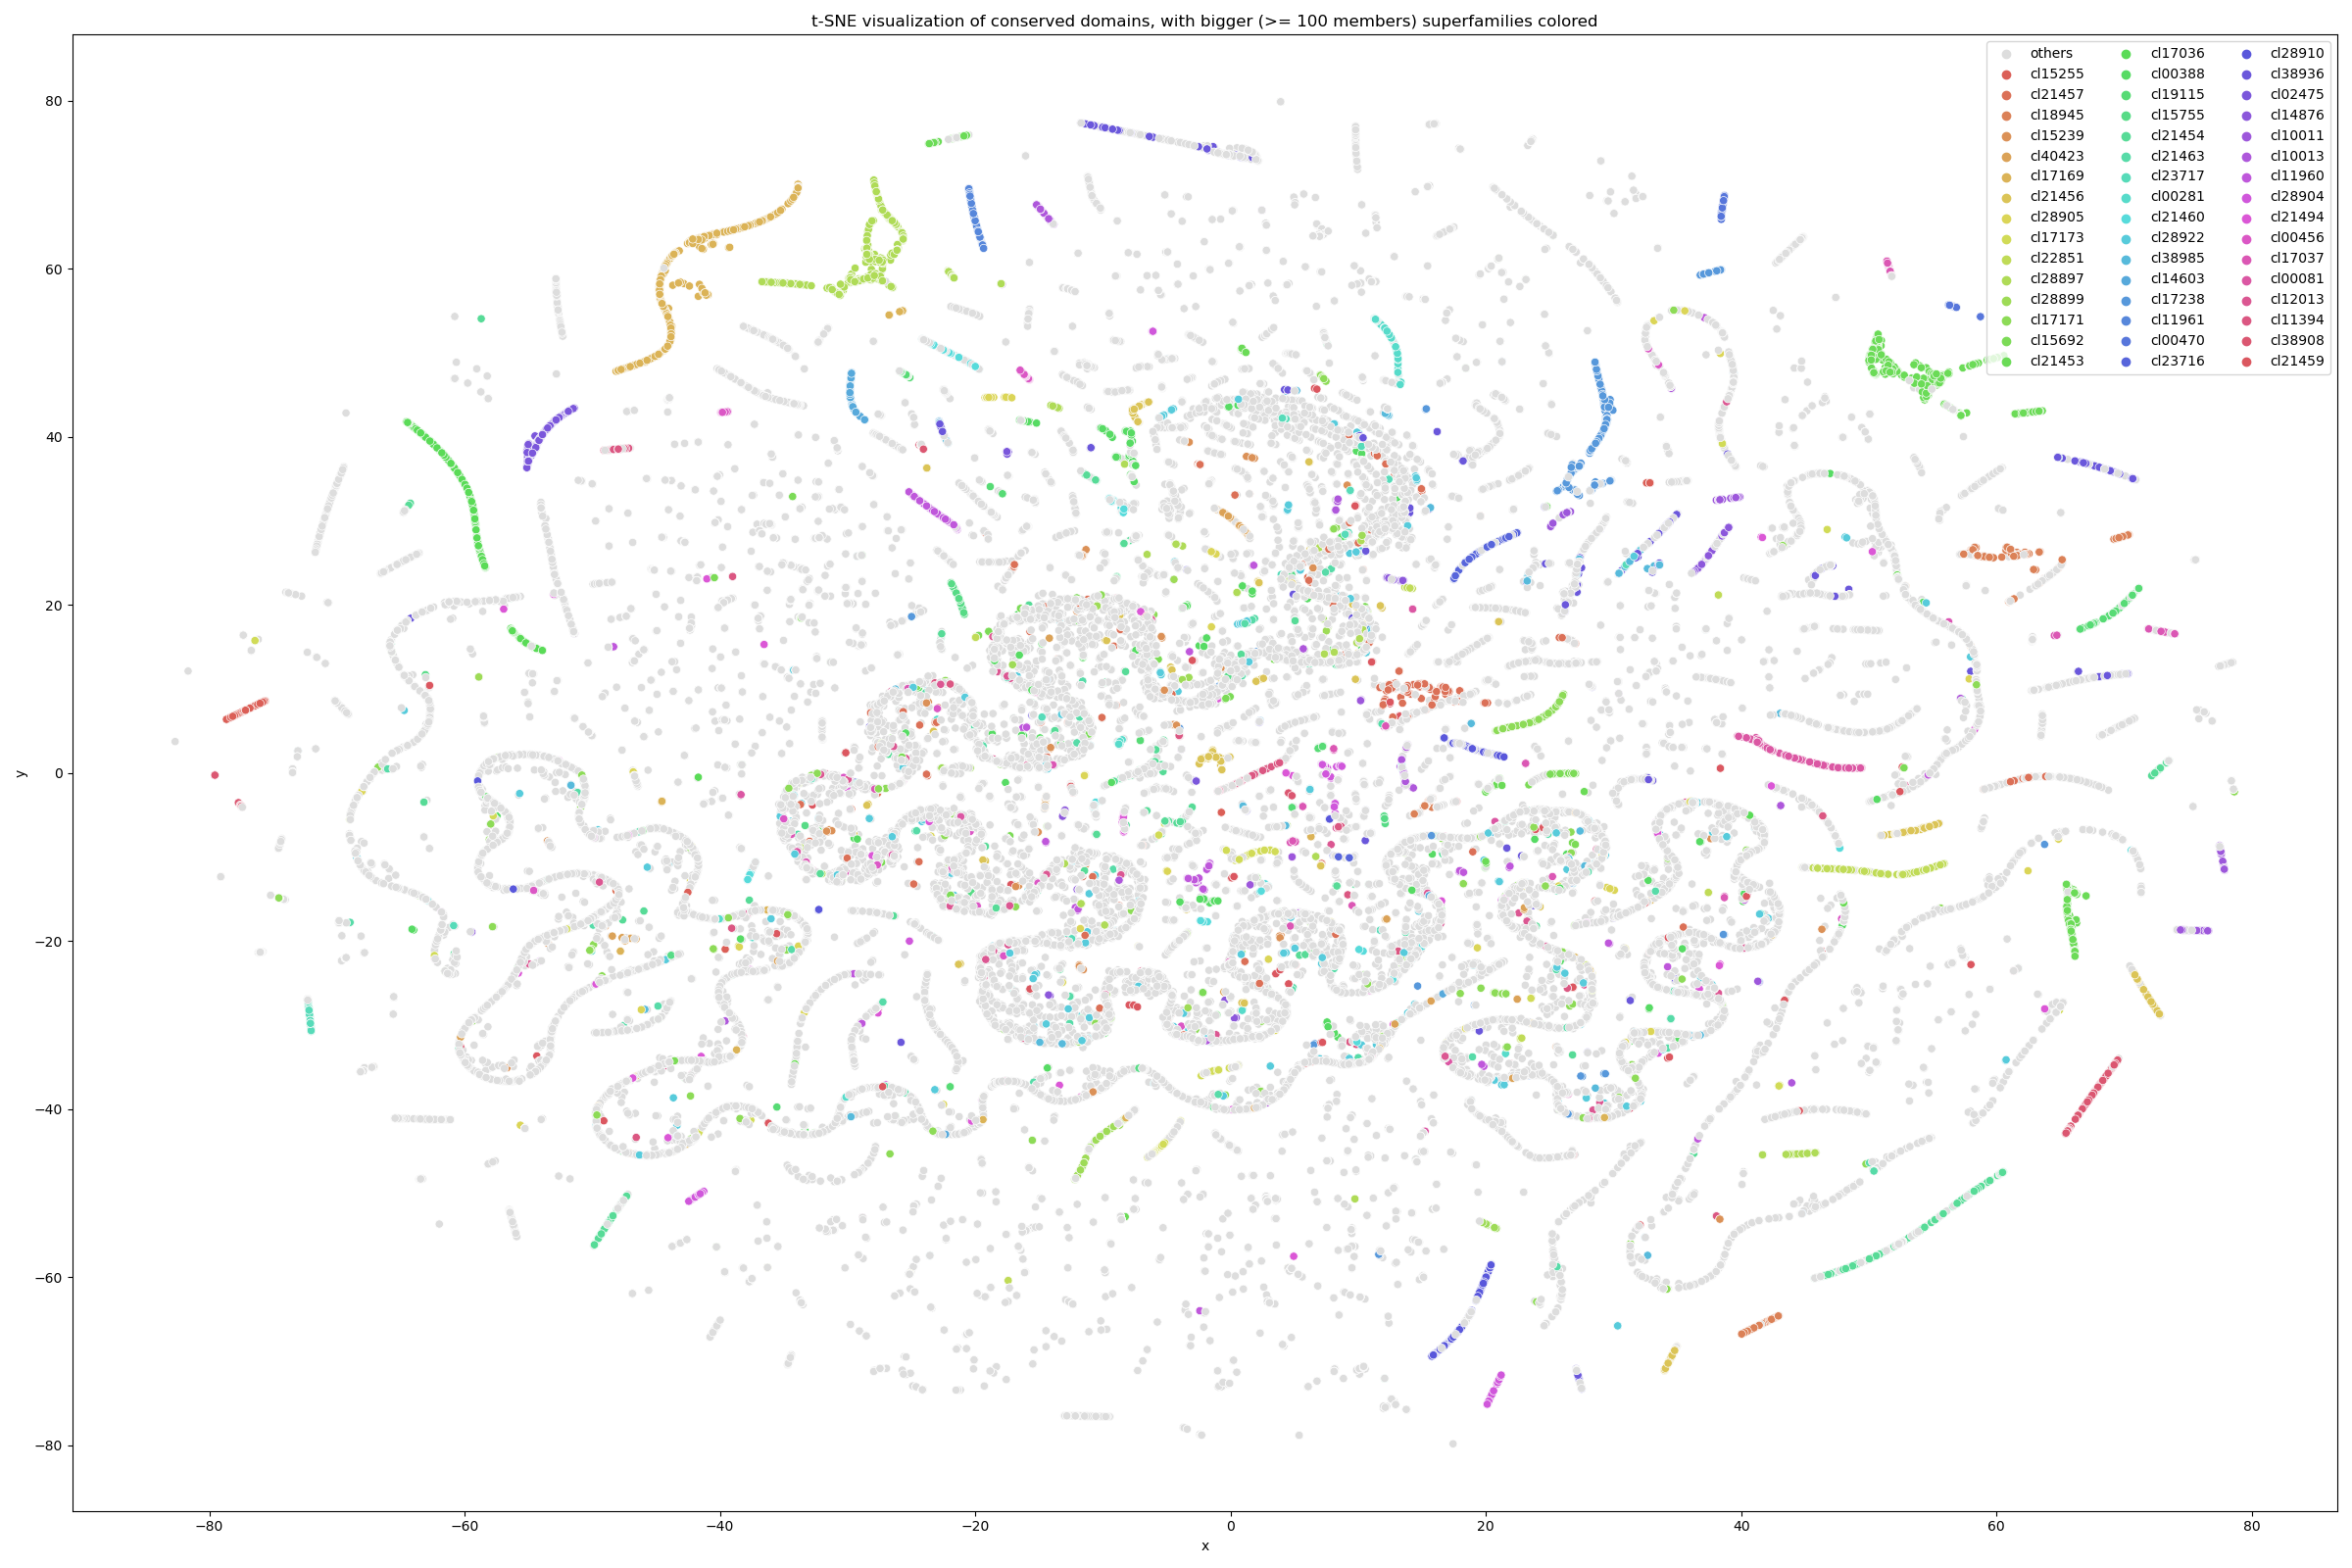 t-SNE visualization of conserved domains, with bigger (>= 100 members) superfamilies colored
80
60
40
20
0
−20
−40
−60
−80
y
−80
−60
−40
−20
0
20
40
60
80
x
others
cl15255
cl21457
cl18945
cl15239
cl40423
cl17169
cl21456
cl28905
cl17173
cl22851
cl28897
cl28899
cl17171
cl15692
cl21453
cl17036
cl00388
cl19115
cl15755
cl21454
cl21463
cl23717
cl00281
cl21460
cl28922
cl38985
cl14603
cl17238
cl11961
cl00470
cl23716
cl28910
cl38936
cl02475
cl14876
cl10011
cl10013
cl11960
cl28904
cl21494
cl00456
cl17037
cl00081
cl12013
cl11394
cl38908
cl21459